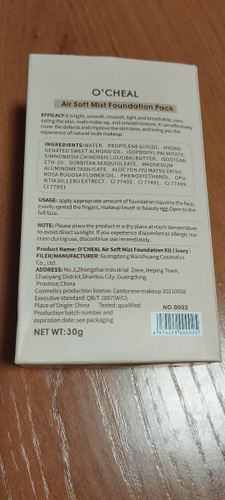 O'CHEAL
Air Soft Mist Foundation Pack
EFFICACY:It is light, smooth, smooth, light and breathable, conc
ealing the skin, nude make-up, and smooth texture. It can effectively
cover the defects and improve the skin tone, and bring you the
experience of natural nude makeup.
INGREDIENTS:WATER, PROPYLENE GLYCOL, HYDRO-
GENATED SWEET ALMOND OIL, ISOPROPYL PALMITATE,
SIMMONDSIA CHINENSIS (JOJOBA) BUTTER,
SORBITAN SESQUIOLEATE, MAGNESIUM
ALUMINOMETASILICATE,
ROSA RUGOSA FLOWER OIL, PHENOXYETHANOL,
EXTRACT, CI 77492, CI 77491, CI 77499,
CI 77891
USAGE: apply appropriate amount of foundation liquid to the face,
evenly spread the fingers, makeup brush or beauty egg. Open to the
full face.
NOTE: Please place the product in a dry place at room temperature
to avoid direct sunlight. If you experience discomfort or allergic rea
ction during use, discontinue use immediately.
Product Name: O'CHEAL Air Soft Mist Foundation Kit ( ivory )
FILER/MANUFACTURER: Guangdong Wanzhuang Cosmetics
Co., Ltd.
ADDRESS: No.3, Zhongzhai Industrial Zone, Heping Town,
Chaoyang District, Shantou City, Guangdong,
Province, China
Cosmetics production license: Cantonese makeup 20210058
Executive standard: QB/T 1857(W/O)
Place of Origin: China Tested: qualified
Production batch number and
expiration date: see packaging
NET WT: 30g
NO. 0002